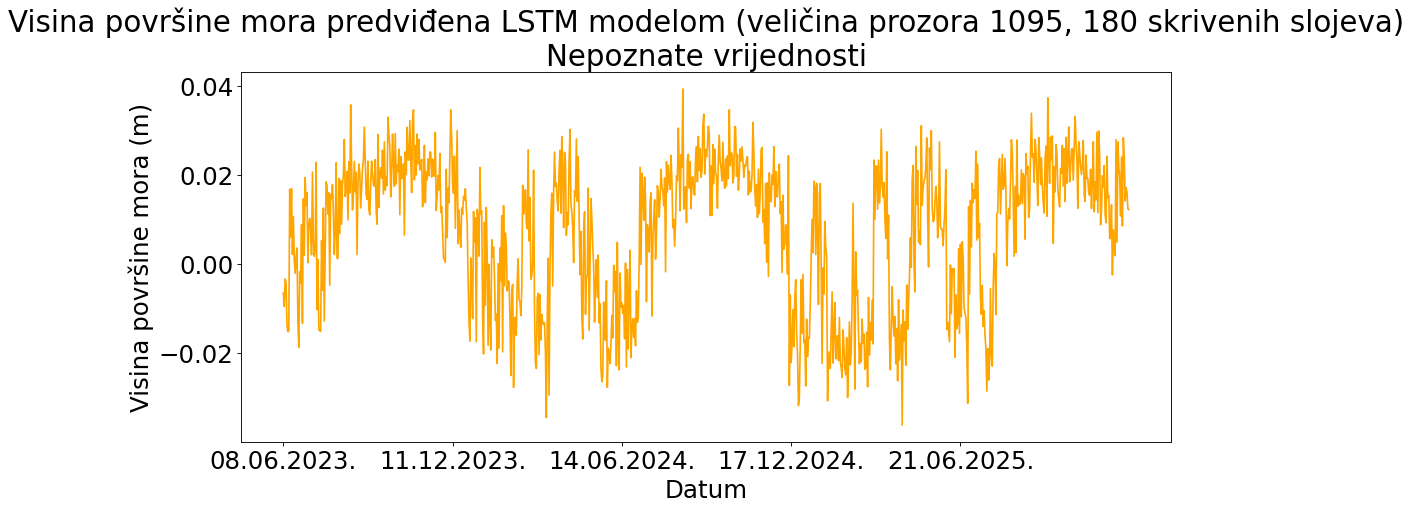 Visina površine mora predviđena LSTM modelom (veličina prozora 1095, 180 skrivenih slojeva)
Nepoznate vrijednosti
Visina površine mora (m)
0.04
0.02
0.00
−0.02
08.06.2023. 11.12.2023. 14.06.2024. 17.12.2024. 21.06.2025.
Datum